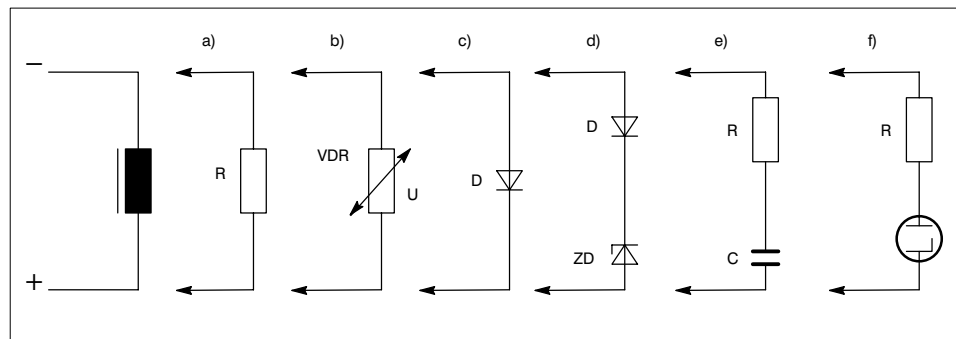 a) b) c) d) e) f)
−
D R R
VDR
R D U
ZD C
+